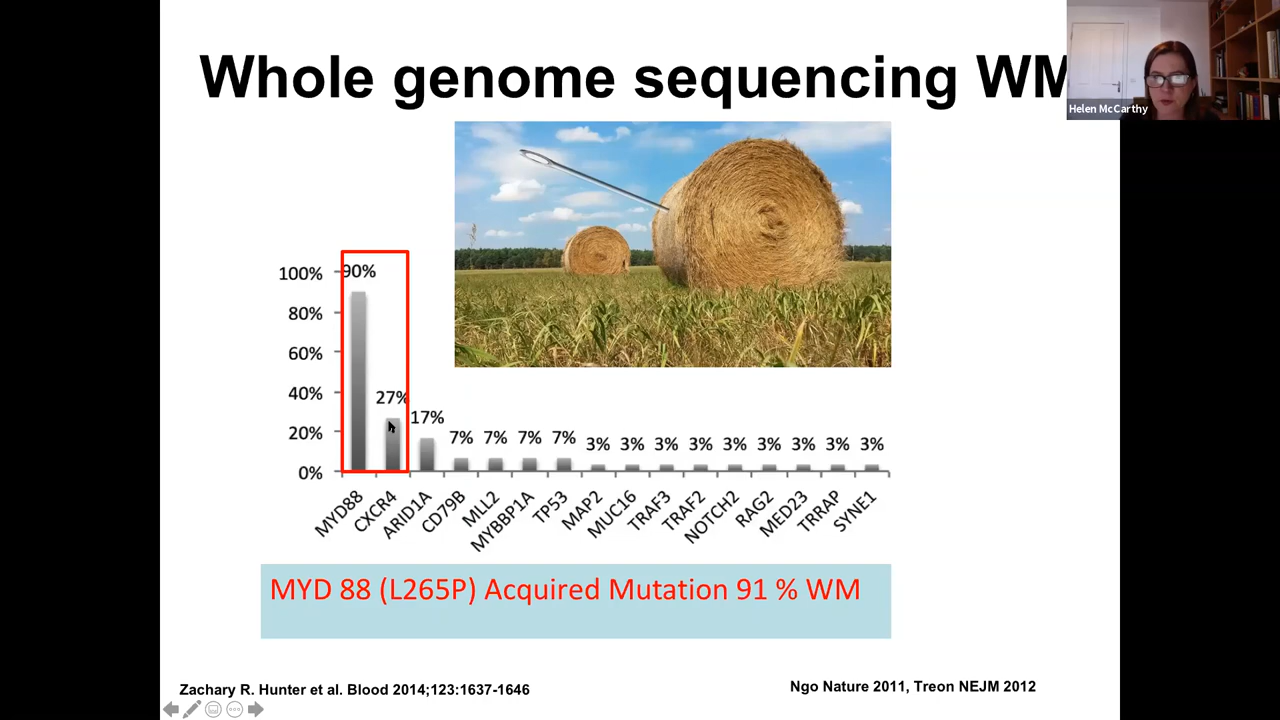 Whole genome sequencing WM
Helen McCarthy
100%
80%
60%
40%
20%
0%
90%
27%
17%
7%
7%
7%
7%
3%
3%
3%
3%
3%
3%
3%
3%
3%
MYD88
CXCR4
ARID1A
CD79B
MLL2
MYBBP1A
TP53
MAP2
MUC16
TRAF3
TRAF2
NOTCH2
RAG2
MED23
TRRAP
SYNE1
MYD 88 (L265P) Acquired Mutation 91 % WM
Zachary R. Hunter et al. Blood 2014;123:1637-1646
Ngo Nature 2011, Treon NEJM 2012